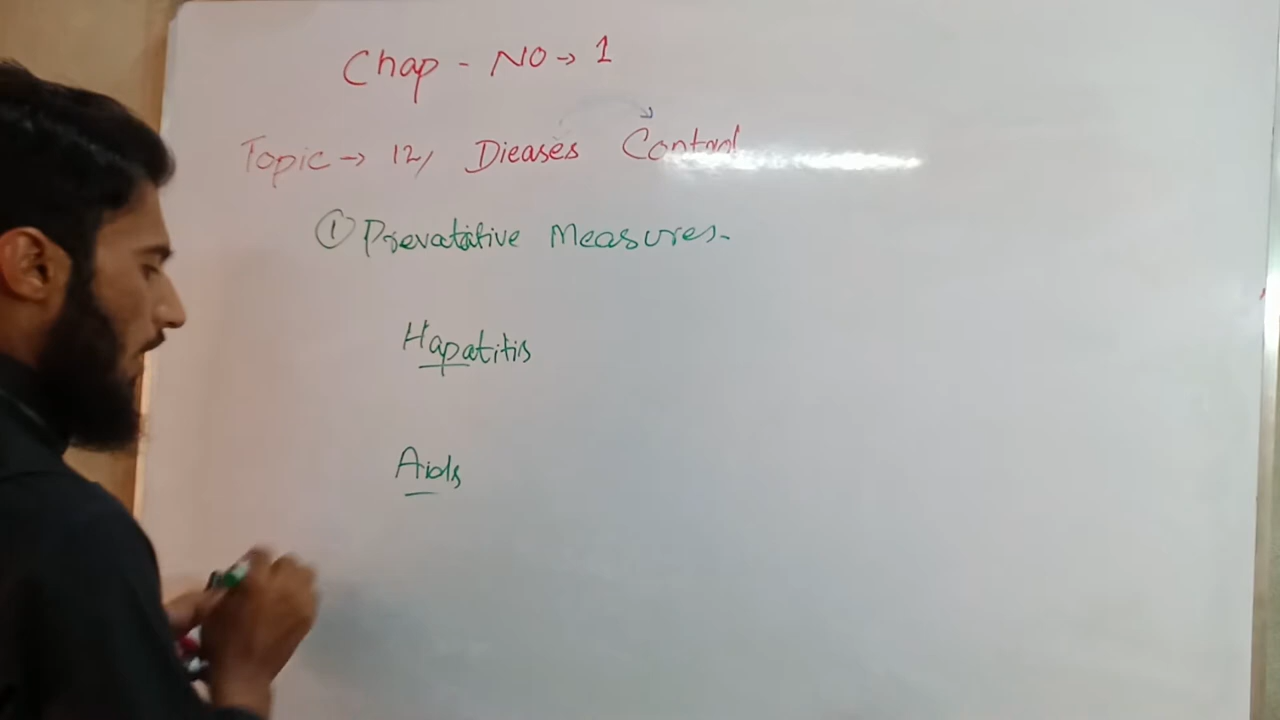 Chap - NO → 1
Topic → 12, Dieases Control
① Prevatative Measures.
Hapatitis
Aids